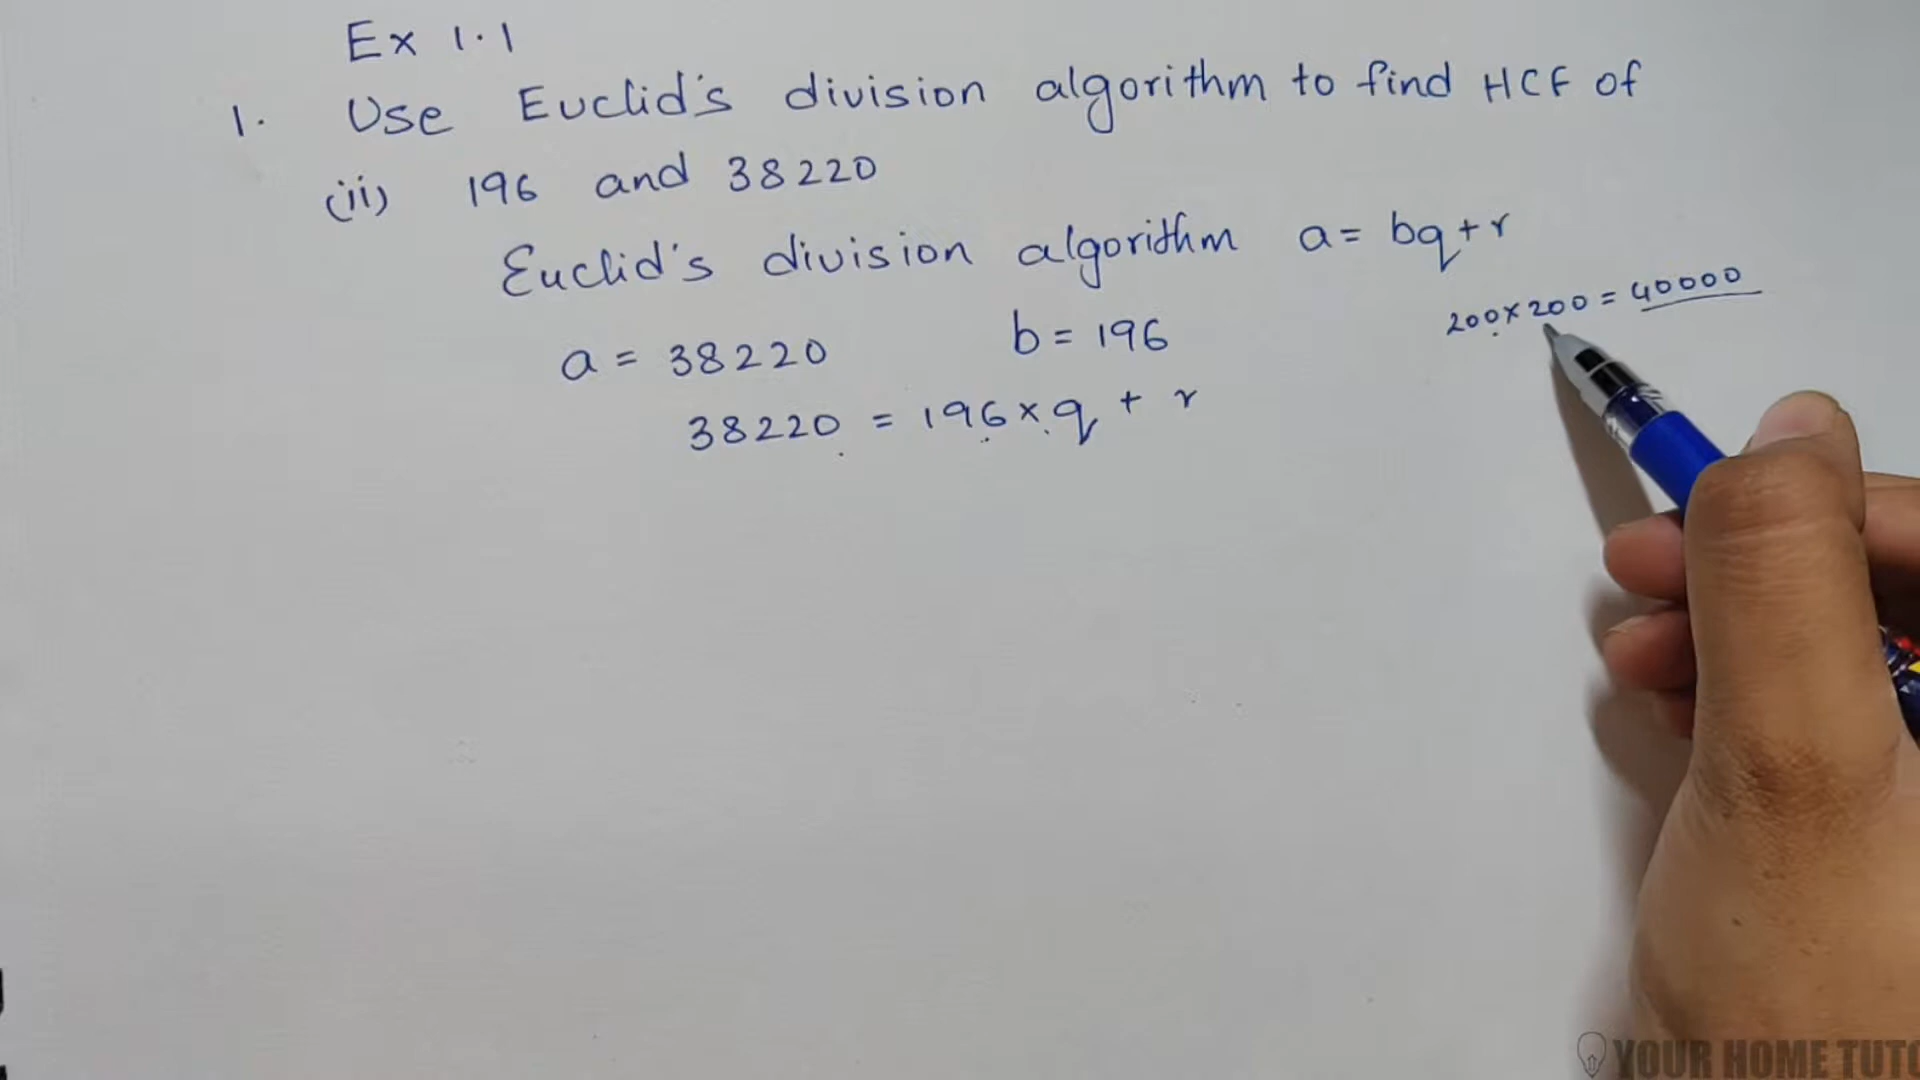 Ex 1.1
1. Use Euclid's division algorithm to find HCF of
(ii) 196 and 38220
Euclid's division algorithm a = bq + r
200 x 200 = 40000
a = 38220 b = 196
38220 = 196 x q + r
YOUR HOME TUTO